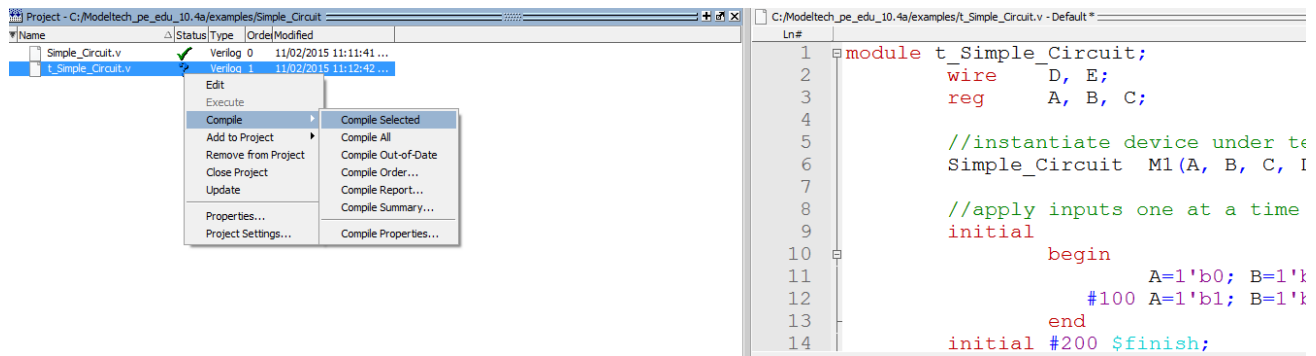 Project - C:/Modeltech_pe_edu_10.4a/examples/Simple_Circuit
Name Status Type Order Modified
Simple_Circuit.v Verilog 0 11/02/2015 11:11:41 ...
t_Simple_Circuit.v ? Verilog 1 11/02/2015 11:12:42 ...
Edit
Execute
Compile
Add to Project
Remove from Project
Close Project
Update
Properties...
Project Settings...
Compile Selected
Compile All
Compile Out-of-Date
Compile Order...
Compile Report...
Compile Summary...
Compile Properties...
C:/Modeltech_pe_edu_10.4a/examples/t_Simple_Circuit.v - Default *
Ln#
1 module t_Simple_Circuit;
2 wire D, E;
3 reg A, B, C;
4
5 //instantiate device under
6 Simple_Circuit M1(A, B, C,
7
8 //apply inputs one at a time
9 initial
10 begin
11 A=1'b0; B=1'b
12 #100 A=1'b1; B=1'b
13 end
14 initial #200 $finish;